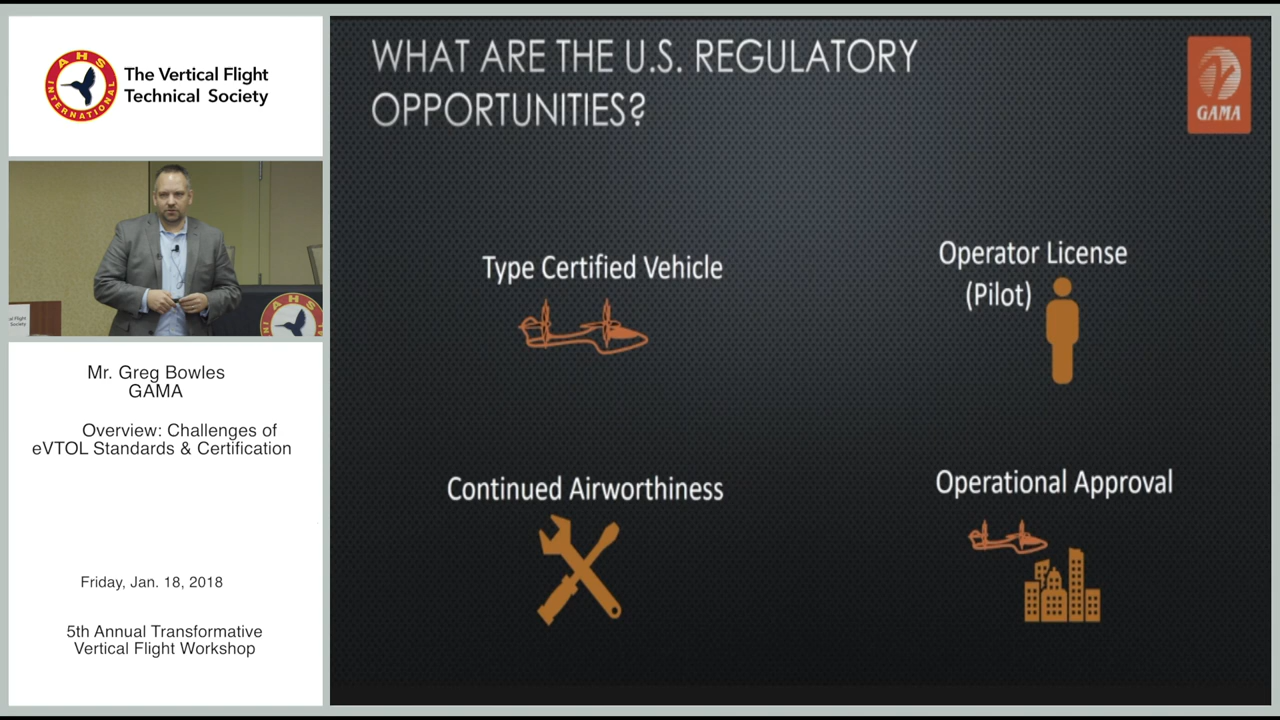 AHS
INTERNATIONAL
The Vertical Flight
Technical Society
AHS
IN
Mr. Greg Bowles
GAMA
Overview: Challenges of
eVTOL Standards & Certification
Friday, Jan. 18, 2018
5th Annual Transformative
Vertical Flight Workshop
WHAT ARE THE U.S. REGULATORY
OPPORTUNITIES?
GAMA
Type Certified Vehicle
Operator License
(Pilot)
Continued Airworthiness
Operational Approval